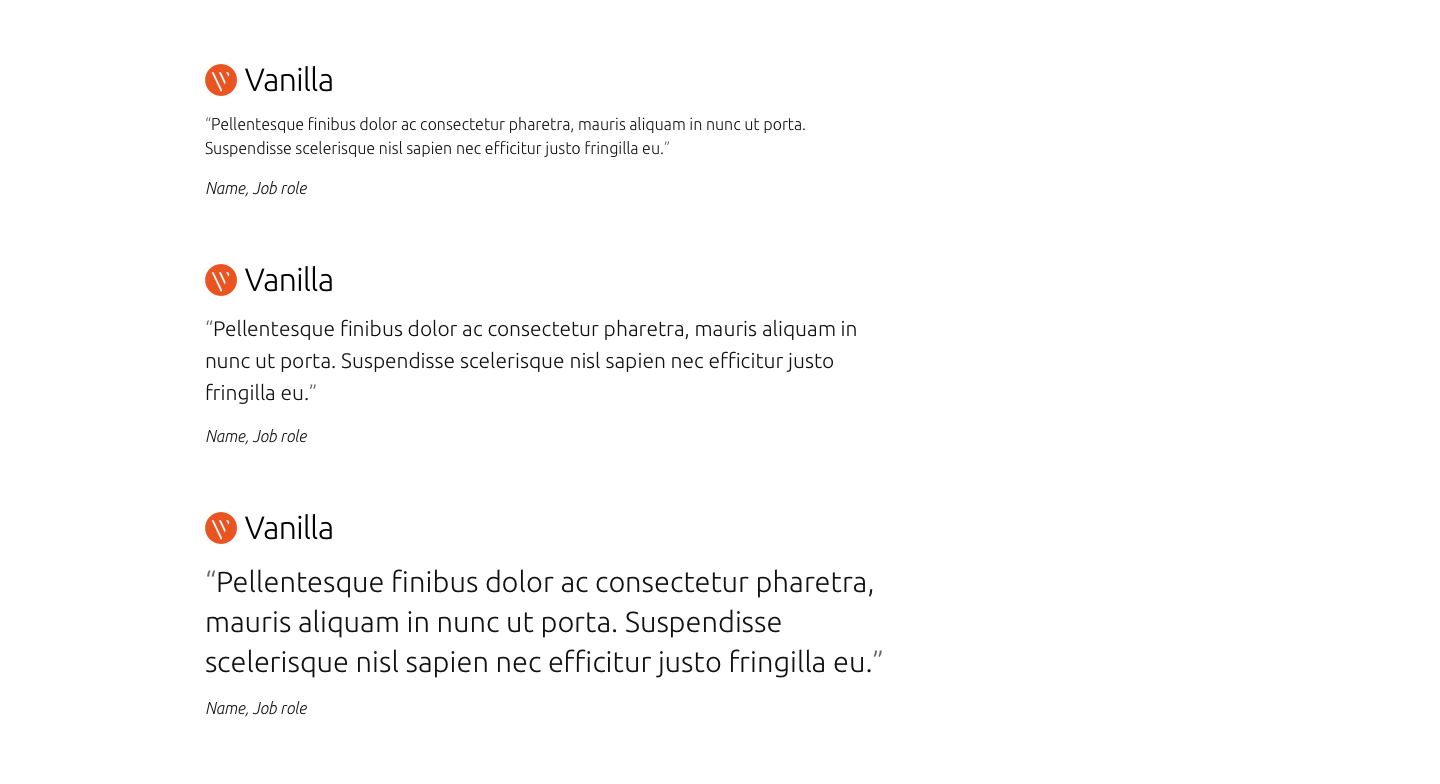 Vanilla
“Pellentesque finibus dolor ac consectetur pharetra, mauris aliquam in nunc ut porta.
Suspendisse scelerisque nisl sapien nec efficitur justo fringilla eu.”
Name, Job role
Vanilla
“Pellentesque finibus dolor ac consectetur pharetra, mauris aliquam in
nunc ut porta. Suspendisse scelerisque nisl sapien nec efficitur justo
fringilla eu.”
Name, Job role
Vanilla
“Pellentesque finibus dolor ac consectetur pharetra,
mauris aliquam in nunc ut porta. Suspendisse
scelerisque nisl sapien nec efficitur justo fringilla eu.”
Name, Job role